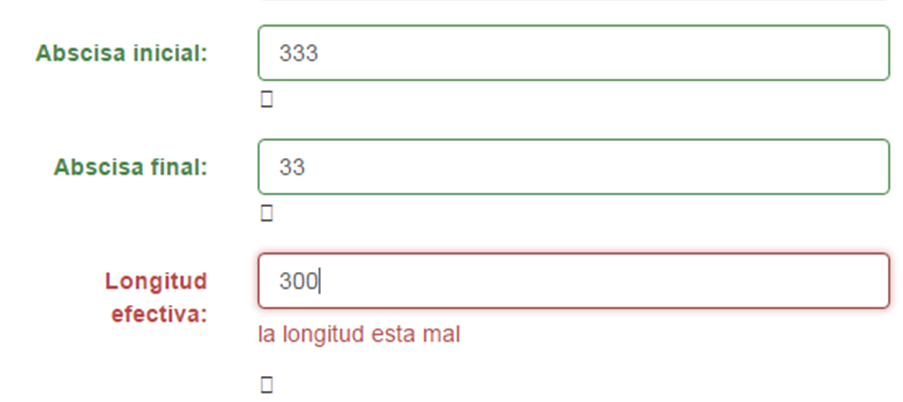 Abscisa inicial: 333
Abscisa final: 33
Longitud
efectiva: 300
la longitud esta mal